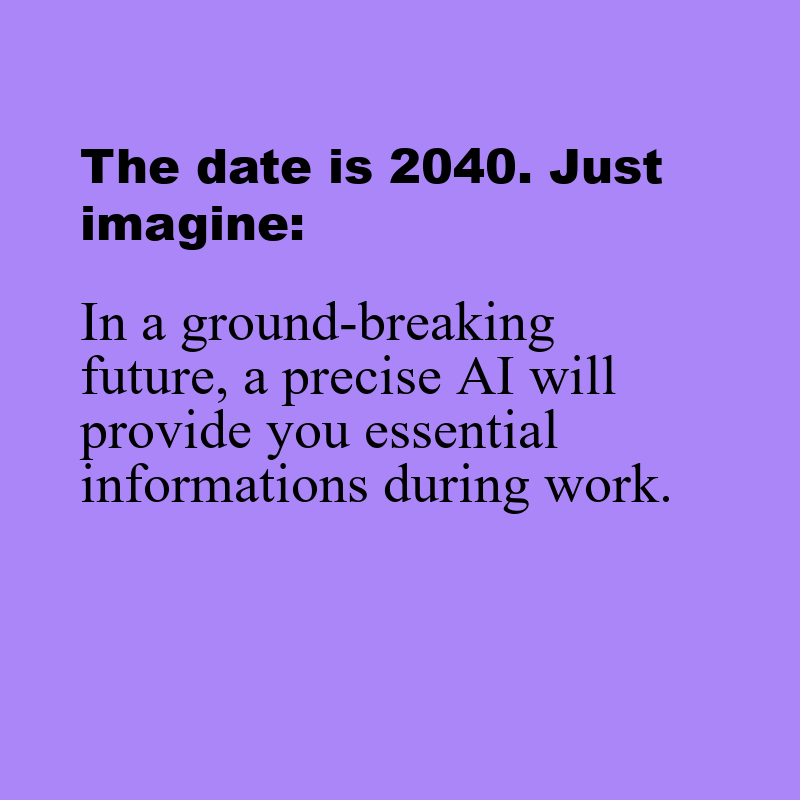 The date is 2040. Just
imagine:
In a ground-breaking
future, a precise AI will
provide you essential
informations during work.